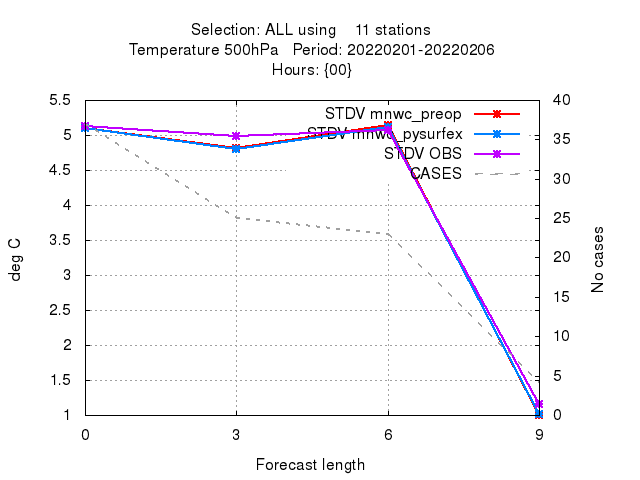 Selection: ALL using 11 stations
Temperature 500hPa Period: 20220201-20220206
Hours: {00}
STDV mnwc_preop
STDV mnwc_pysurfex
STDV OBS
CASES
5.5
5
4.5
4
3.5
3
2.5
2
1.5
1
40
35
30
25
20
15
10
5
0
deg C
No cases
0 3 6 9
Forecast length